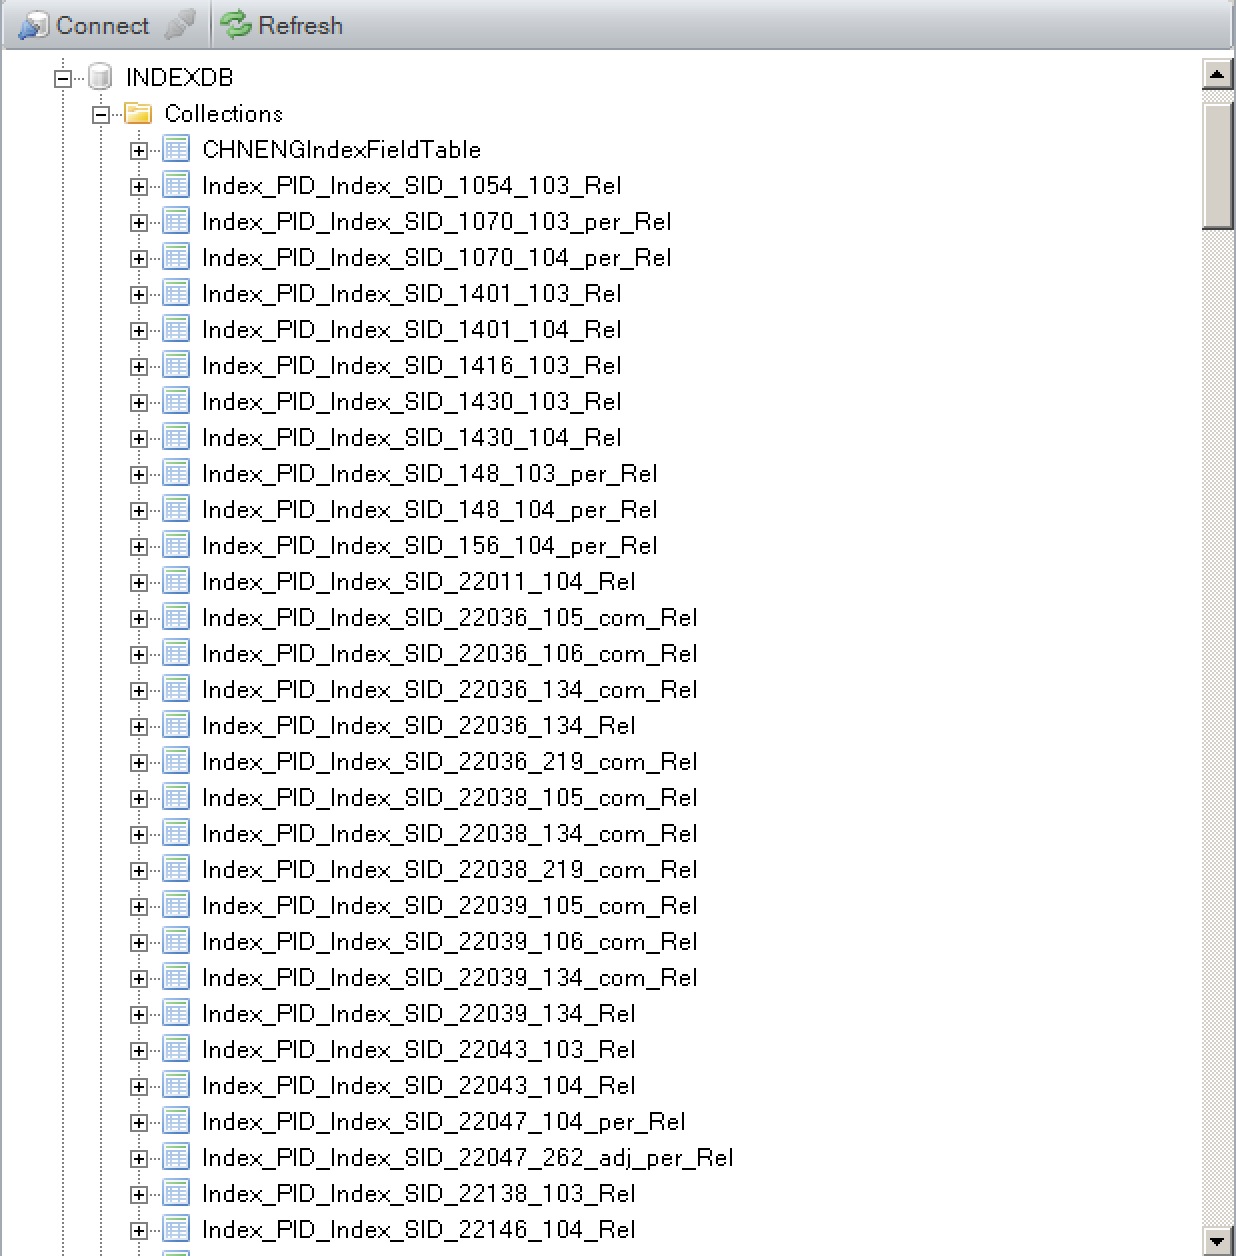 Connect Refresh
INDEXDB
Collections
CHNENGIndexFieldTable
Index_PID_Index_SID_1054_103_Rel
Index_PID_Index_SID_1070_103_per_Rel
Index_PID_Index_SID_1070_104_per_Rel
Index_PID_Index_SID_1401_103_Rel
Index_PID_Index_SID_1401_104_Rel
Index_PID_Index_SID_1416_103_Rel
Index_PID_Index_SID_1430_103_Rel
Index_PID_Index_SID_1430_104_Rel
Index_PID_Index_SID_148_103_per_Rel
Index_PID_Index_SID_148_104_per_Rel
Index_PID_Index_SID_156_104_per_Rel
Index_PID_Index_SID_22011_104_Rel
Index_PID_Index_SID_22036_105_com_Rel
Index_PID_Index_SID_22036_106_com_Rel
Index_PID_Index_SID_22036_134_com_Rel
Index_PID_Index_SID_22036_134_Rel
Index_PID_Index_SID_22036_219_com_Rel
Index_PID_Index_SID_22038_105_com_Rel
Index_PID_Index_SID_22038_134_com_Rel
Index_PID_Index_SID_22038_219_com_Rel
Index_PID_Index_SID_22039_105_com_Rel
Index_PID_Index_SID_22039_106_com_Rel
Index_PID_Index_SID_22039_134_com_Rel
Index_PID_Index_SID_22039_134_Rel
Index_PID_Index_SID_22043_103_Rel
Index_PID_Index_SID_22043_104_Rel
Index_PID_Index_SID_22047_104_per_Rel
Index_PID_Index_SID_22047_262_adj_per_Rel
Index_PID_Index_SID_22138_103_Rel
Index_PID_Index_SID_22146_104_Rel